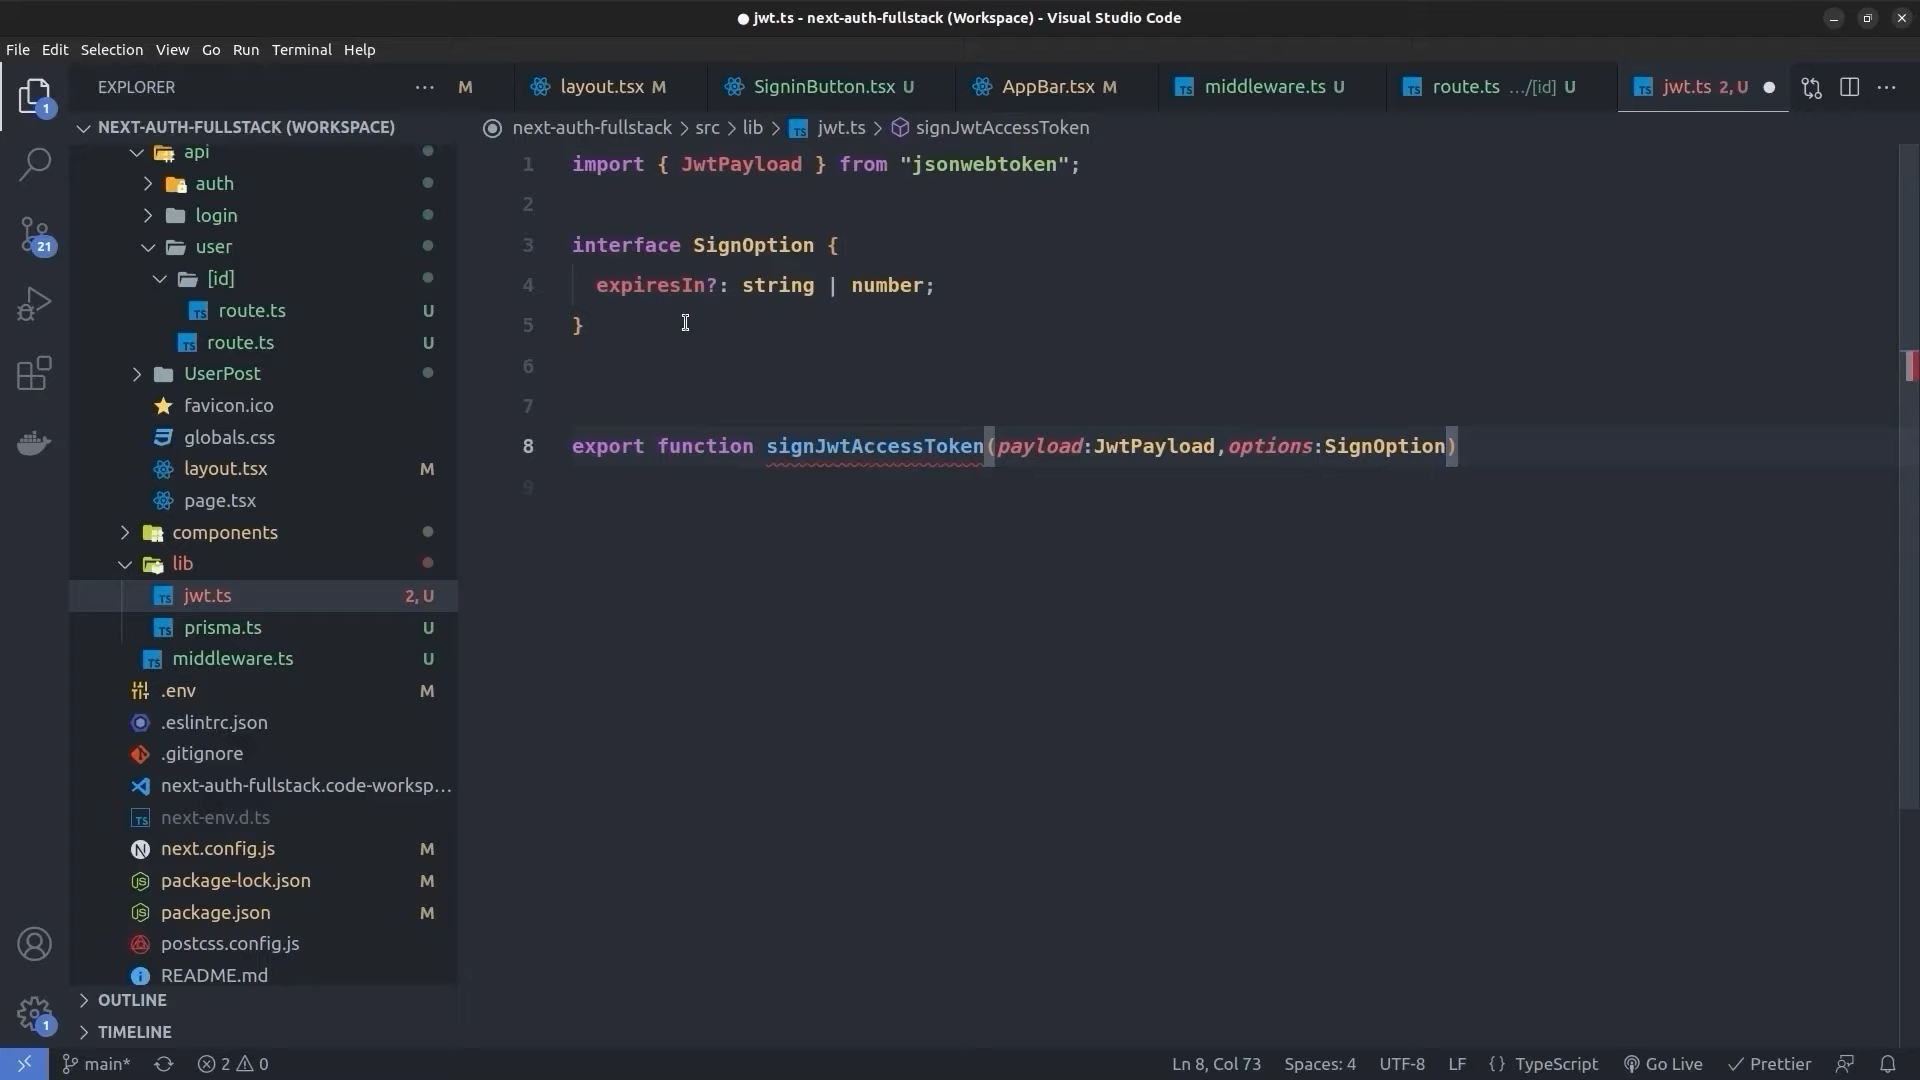 jwt.ts - next-auth-fullstack (Workspace) - Visual Studio Code
File Edit Selection View Go Run Terminal Help
EXPLORER
M
layout.tsx M
SigninButton.tsx U
AppBar.tsx M
middleware.ts U
route.ts .../[id] U
jwt.ts 2, U
NEXT-AUTH-FULLSTACK (WORKSPACE)
api
auth
login
user
[id]
route.ts U
route.ts U
UserPost
favicon.ico
globals.css
layout.tsx M
page.tsx
components
lib
jwt.ts 2, U
prisma.ts U
middleware.ts U
.env M
.eslintrc.json
.gitignore
next-auth-fullstack.code-worksp...
next-env.d.ts
next.config.js M
package-lock.json M
package.json M
postcss.config.js
README.md
OUTLINE
TIMELINE
next-auth-fullstack > src > lib > jwt.ts > signJwtAccessToken
1 import { JwtPayload } from "jsonwebtoken";
2
3 interface SignOption {
4 expiresIn?: string | number;
5 }
6
7
8 export function signJwtAccessToken(payload:JwtPayload,options:SignOption)
9
1
21
1
main* 2 0 Ln 8, Col 73 Spaces: 4 UTF-8 LF {} TypeScript Go Live Prettier